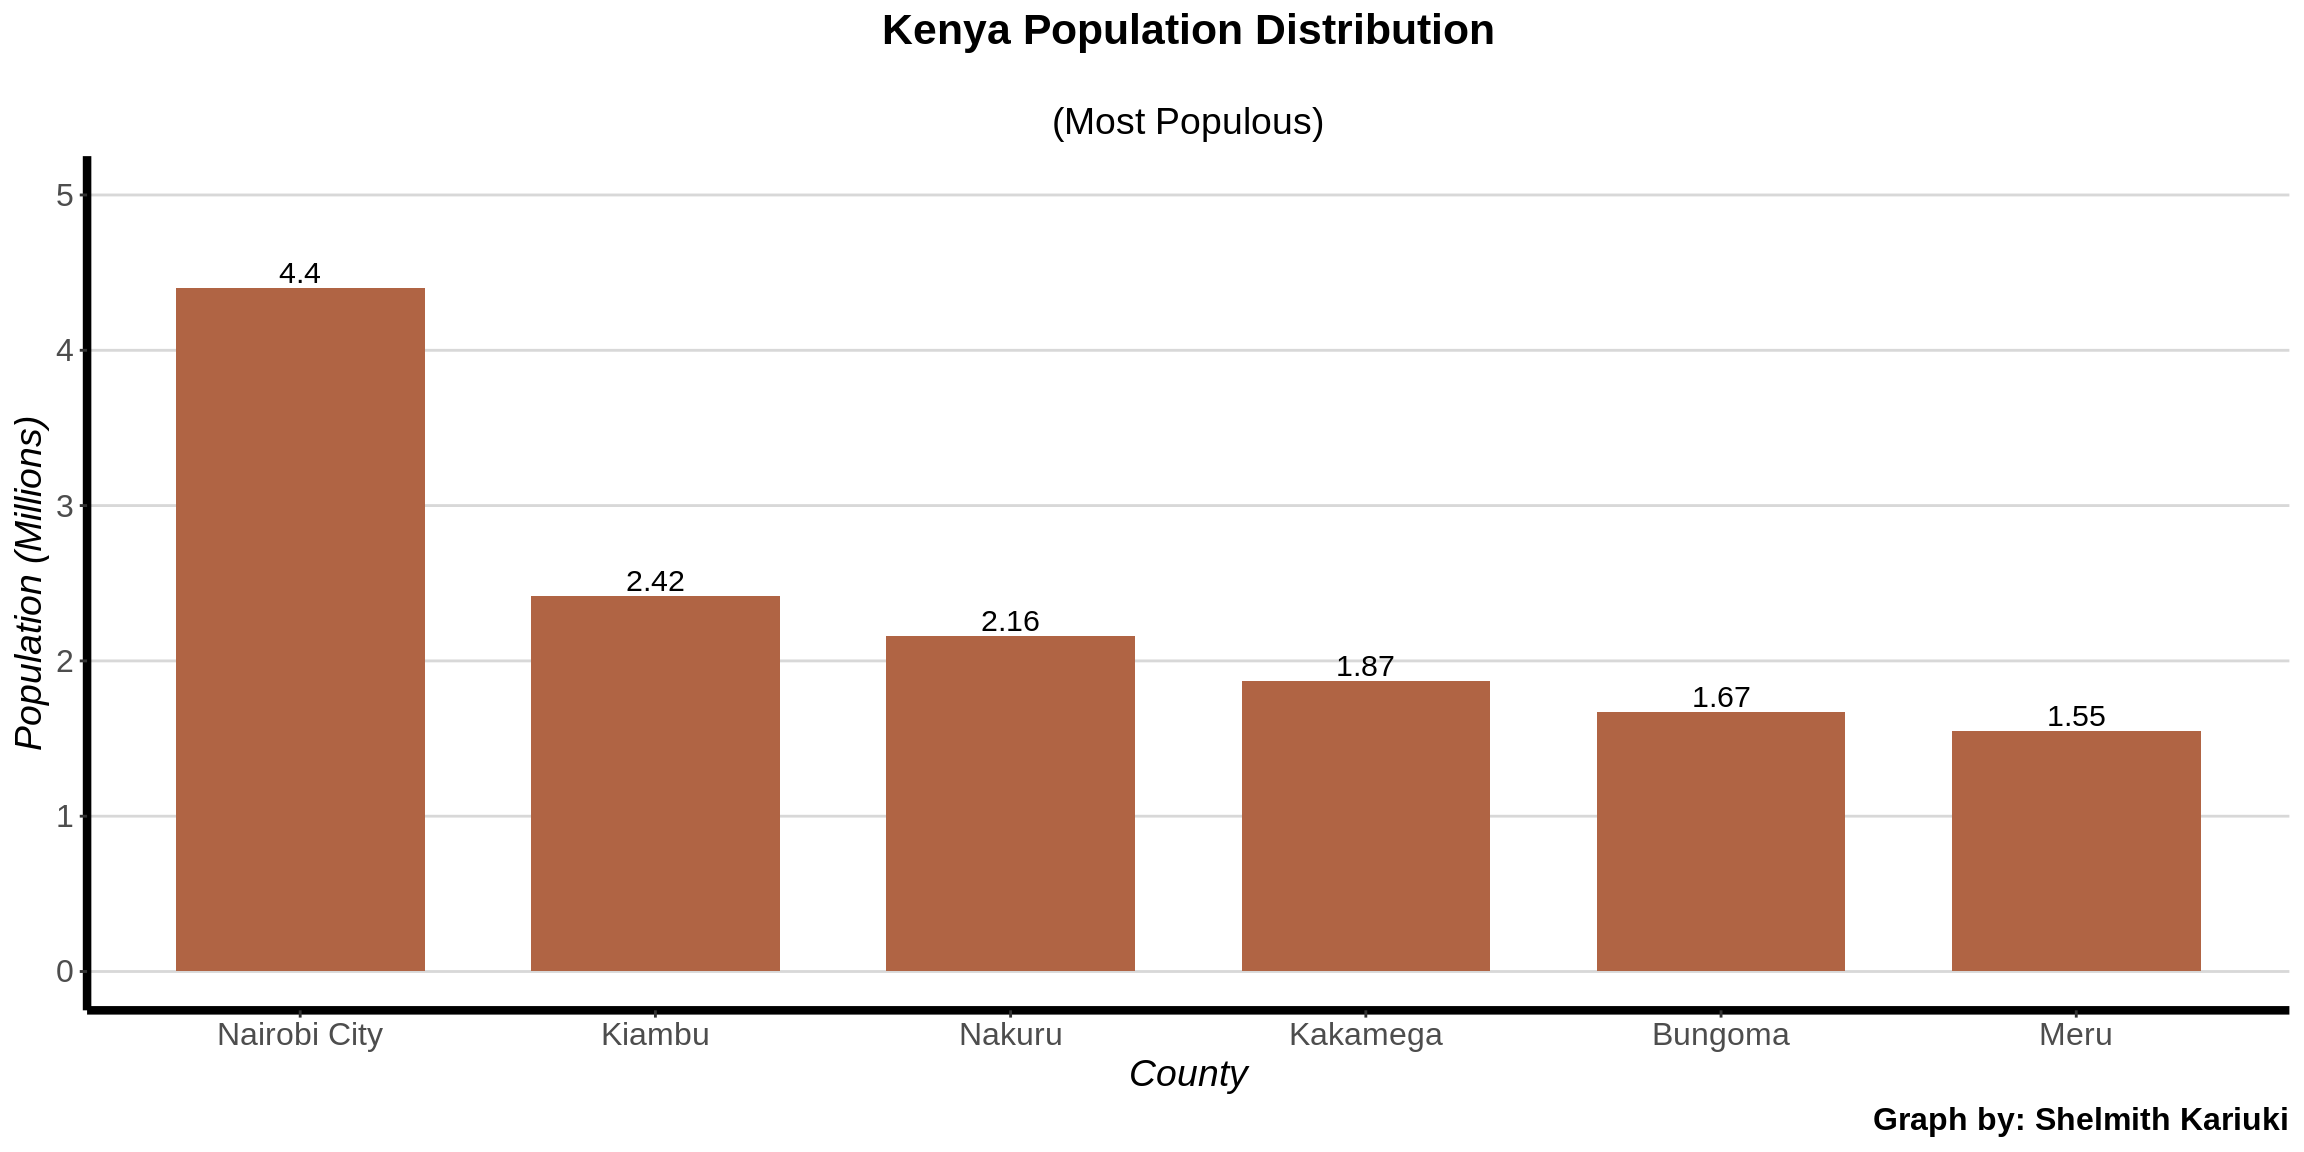 Kenya Population Distribution
(Most Populous)
Population (Millions)
5
4
3
2
1
0
4.4
2.42
2.16
1.87
1.67
1.55
Nairobi City
Kiambu
Nakuru
Kakamega
Bungoma
Meru
County
Graph by: Shelmith Kariuki